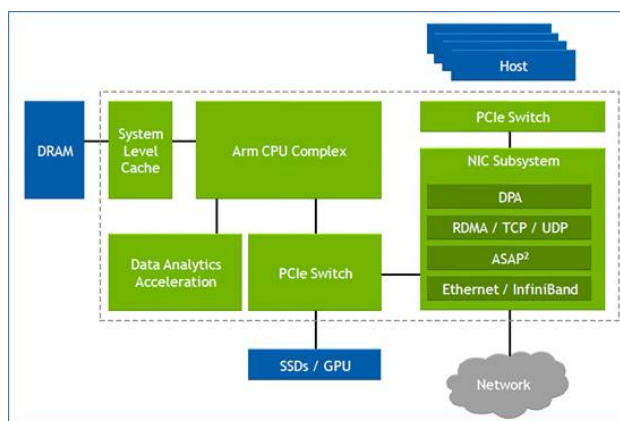 Host
DRAM
System
Level
Cache
Arm CPU Complex
PCIe Switch
NIC Subsystem
DPA
RDMA / TCP / UDP
ASAP²
Ethernet / InfiniBand
Data Analytics
Acceleration
PCIe Switch
SSDs / GPU
Network